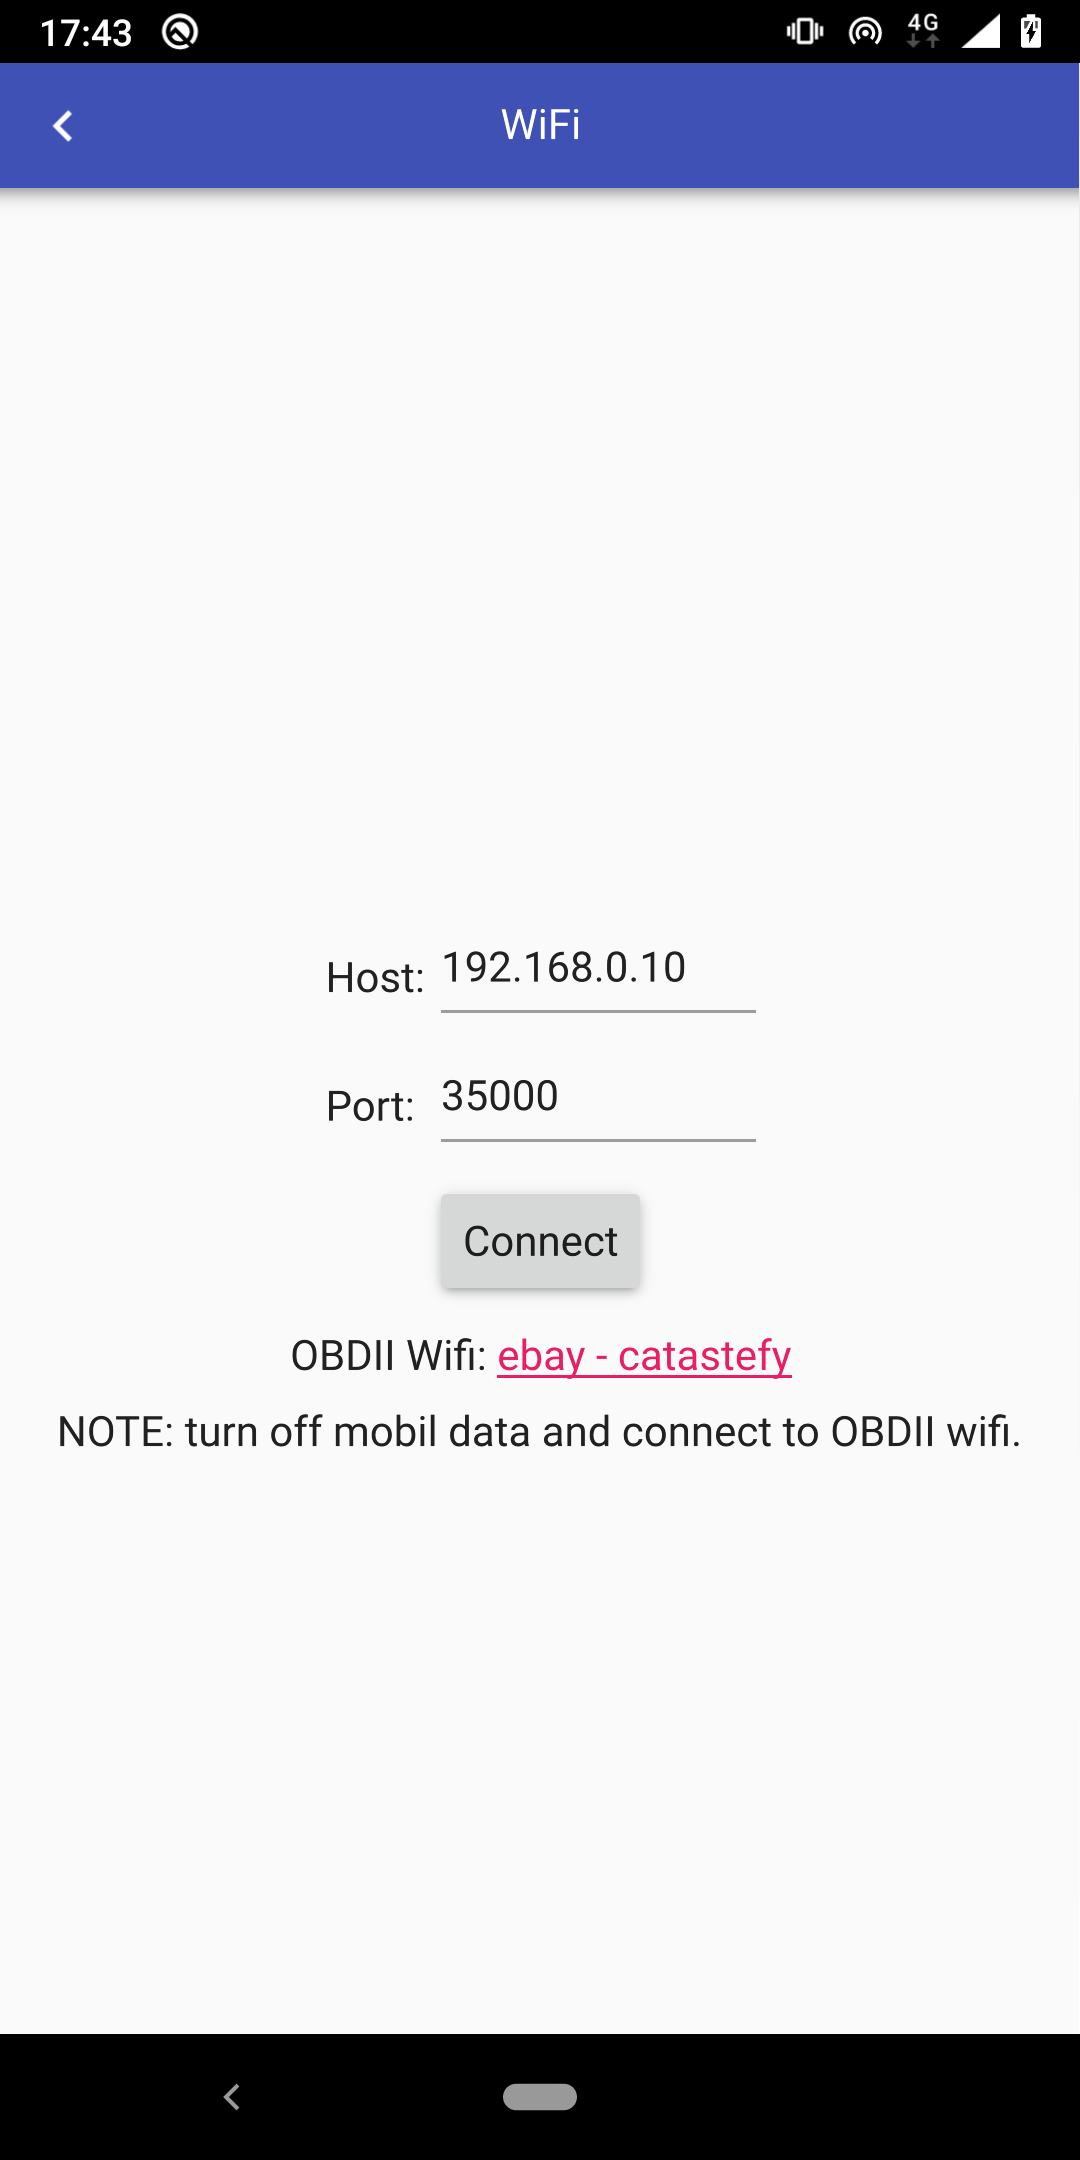 17:43
4G
WiFi
Host: 192.168.0.10
Port: 35000
Connect
OBDII Wifi: ebay - catastefy
NOTE: turn off mobil data and connect to OBDII wifi.